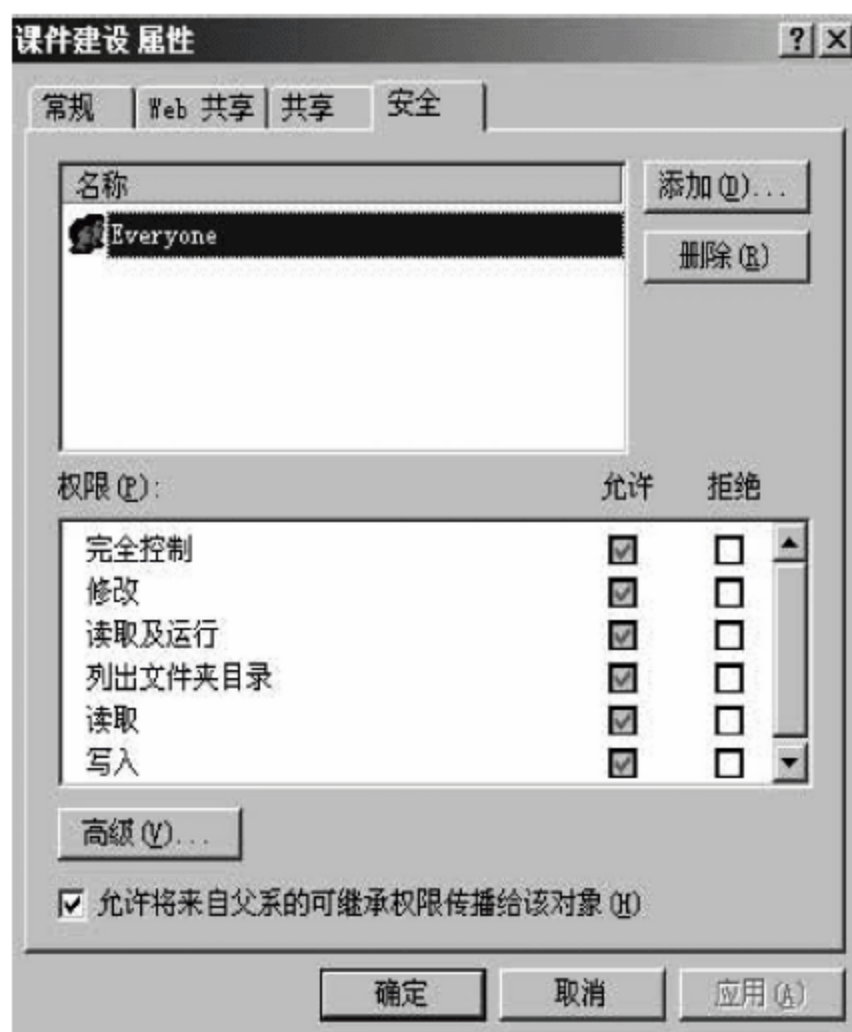 课件建设 属性
常规 Web 共享 共享 安全
名称 添加(D)...
Everyone
删除(R)
权限(P): 允许 拒绝
完全控制
修改
读取及运行
列出文件夹目录
读取
写入
高级(V)...
允许将来自父系的可继承权限传播给该对象(H)
确定 取消 应用(A)